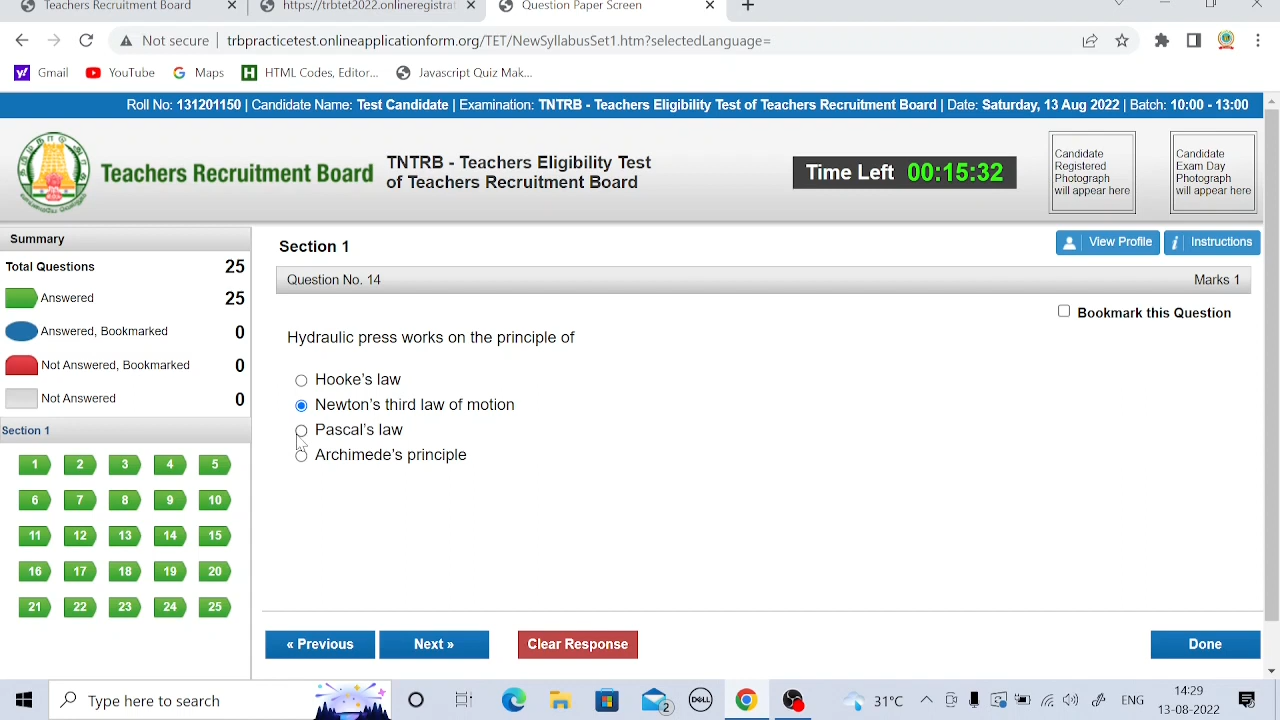 Teachers Recruitment Board
https://trbtet2022.onlineregistrat
Question Paper Screen
Not secure
trbpracticetest.onlineapplicationform.org/TET/NewSyllabusSet1.htm?selectedLanguage=
Gmail
YouTube
Maps
HTML Codes, Editor...
Javascript Quiz Mak...
Roll No: 131201150 | Candidate Name: Test Candidate | Examination: TNTRB - Teachers Eligibility Test of Teachers Recruitment Board | Date: Saturday, 13 Aug 2022 | Batch: 10:00 - 13:00
Teachers Recruitment Board
TNTRB - Teachers Eligibility Test
of Teachers Recruitment Board
Time Left 00:15:32
Candidate
Registered
Photograph
will appear here
Candidate
Exam Day
Photograph
will appear here
Summary
Total Questions 25
Answered 25
Answered, Bookmarked 0
Not Answered, Bookmarked 0
Not Answered 0
Section 1
1 2 3 4 5
6 7 8 9 10
11 12 13 14 15
16 17 18 19 20
21 22 23 24 25
Section 1
View Profile
Instructions
Question No. 14 Marks 1
Bookmark this Question
Hydraulic press works on the principle of
Hooke's law
Newton's third law of motion
Pascal's law
Archimede's principle
« Previous
Next »
Clear Response
Done
Type here to search
DELL
2
31°C
ENG
14:29
13-08-2022